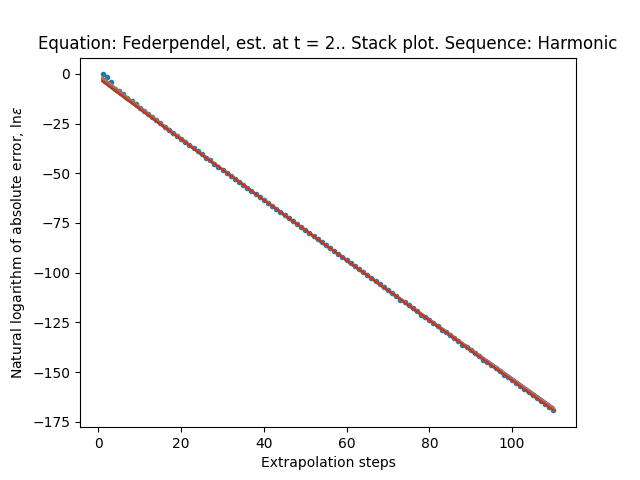 Equation: Federpendel, est. at t = 2.. Stack plot. Sequence: Harmonic
Natural logarithm of absolute error, lnε
0
−25
−50
−75
−100
−125
−150
−175
0 20 40 60 80 100
Extrapolation steps